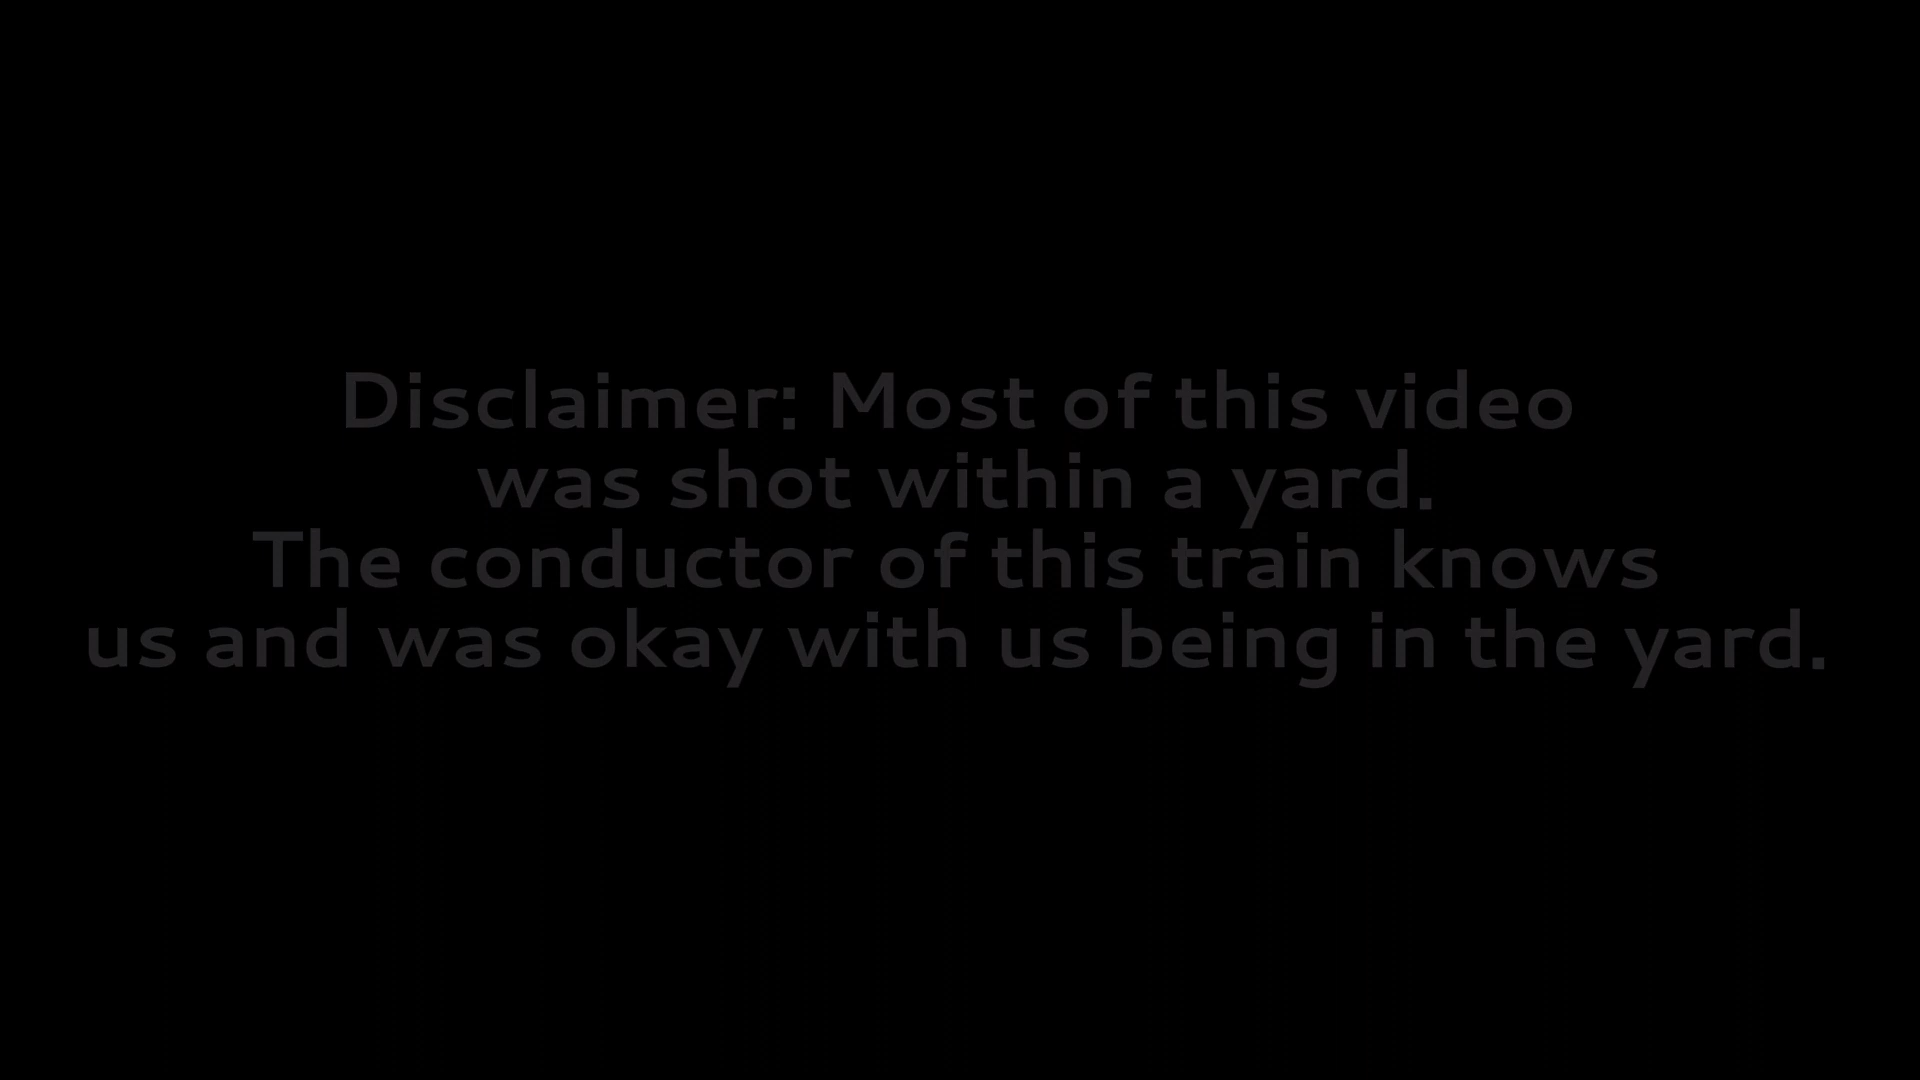 Disclaimer: Most of this video
was shot within a yard.
The conductor of this train knows
us and was okay with us being in the yard.